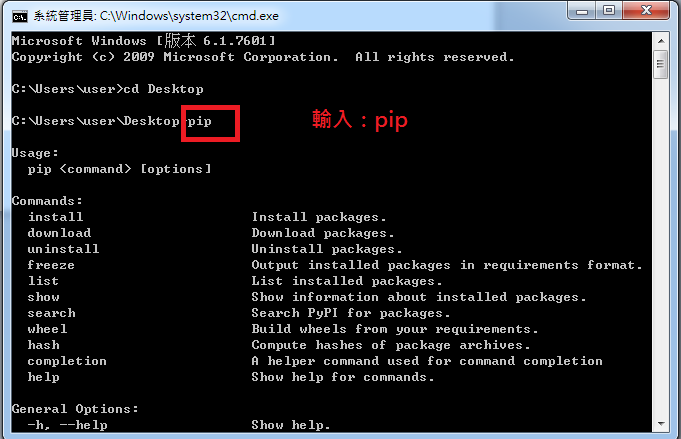 系統管理員: C:\Windows\system32\cmd.exe
Microsoft Windows [版本 6.1.7601]
Copyright (c) 2009 Microsoft Corporation.  All rights reserved.
C:\Users\user>cd Desktop
C:\Users\user\Desktop>pip
輸入：pip
Usage:
  pip <command> [options]
Commands:
  install                     Install packages.
  download                    Download packages.
  uninstall                   Uninstall packages.
  freeze                      Output installed packages in requirements format.
  list                        List installed packages.
  show                        Show information about installed packages.
  search                      Search PyPI for packages.
  wheel                       Build wheels from your requirements.
  hash                        Compute hashes of package archives.
  completion                  A helper command used for command completion
  help                        Show help for commands.
General Options:
  -h, --help                  Show help.